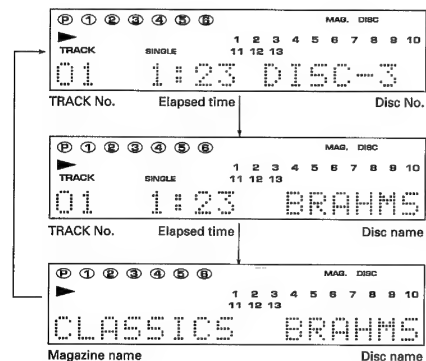 P 1 2 3 4 5 6 MAG. DISC
1 2 3 4 5 6 7 8 9 10
TRACK SINGLE 11 12 13
01 1:23 DISC-3
TRACK No. Elapsed time Disc No.
P 1 2 3 4 5 6 MAG. DISC
1 2 3 4 5 6 7 8 9 10
TRACK SINGLE 11 12 13
01 1:23 BRAHMS
TRACK No. Elapsed time Disc name
P 1 2 3 4 5 6 MAG. DISC
1 2 3 4 5 6 7 8 9 10
11 12 13
CLASSICS BRAHMS
Magazine name Disc name